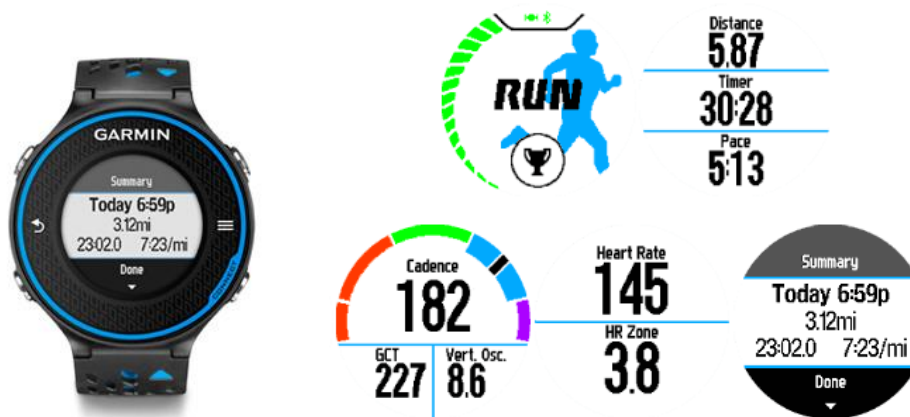 GARMIN
Summary
Today 6:59p
3.12mi
23:02.0 7:23/mi
Done
CONNECT
RUN
Distance
5.87
Timer
30:28
Pace
5:13
Cadence
182
GCT
227
Vert. Osc.
8.6
Heart Rate
145
HR Zone
3.8
Summary
Today 6:59p
3.12mi
23:02.0 7:23/mi
Done